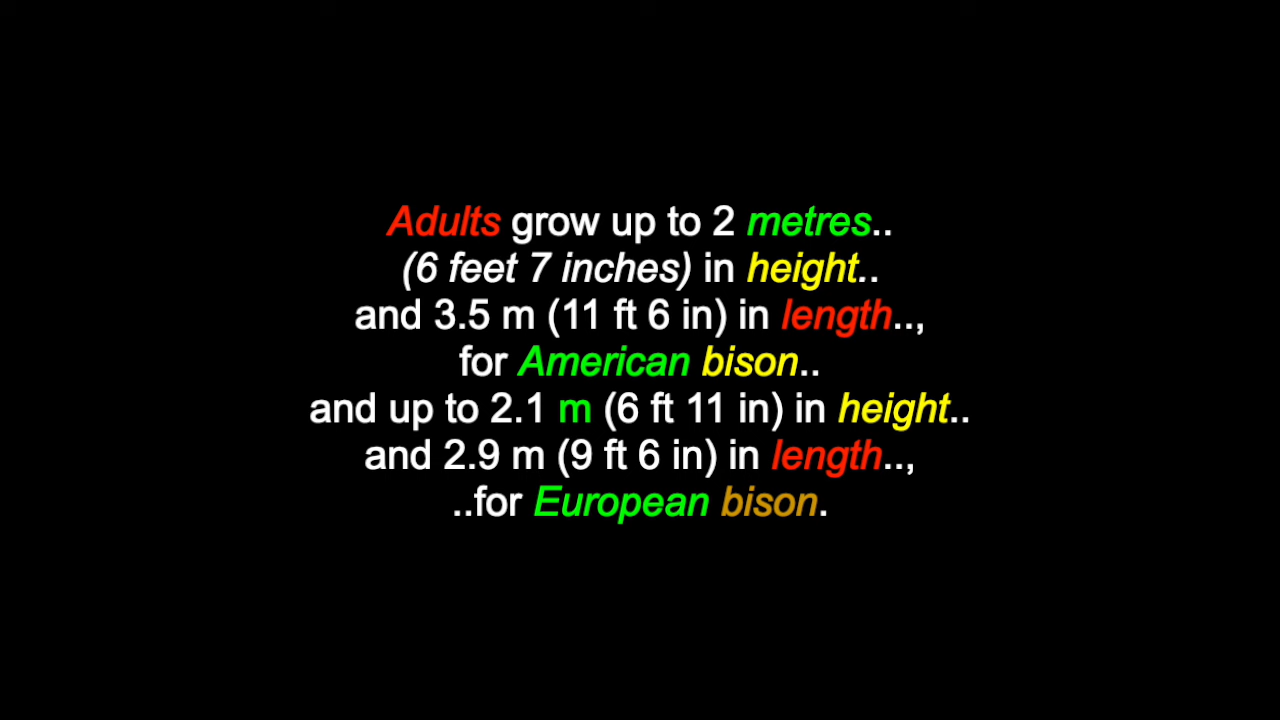 Adults grow up to 2 metres..
(6 feet 7 inches) in height..
and 3.5 m (11 ft 6 in) in length..,
for American bison..
and up to 2.1 m (6 ft 11 in) in height..
and 2.9 m (9 ft 6 in) in length..,
..for European bison.